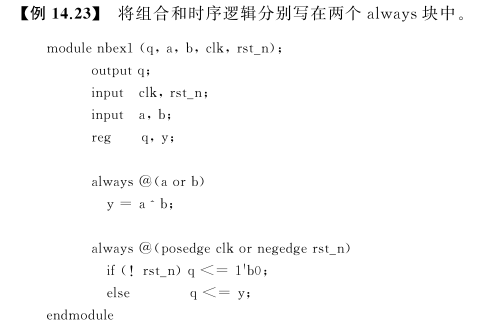 【例 14.23】 将组合和时序逻辑分别写在两个 always 块中。
module nbex1 (q, a, b, clk, rst_n);
output q;
input clk, rst_n;
input a, b;
reg q, y;
always @(a or b)
y = a ^ b;
always @(posedge clk or negedge rst_n)
if (! rst_n) q <= 1'b0;
else q <= y;
endmodule